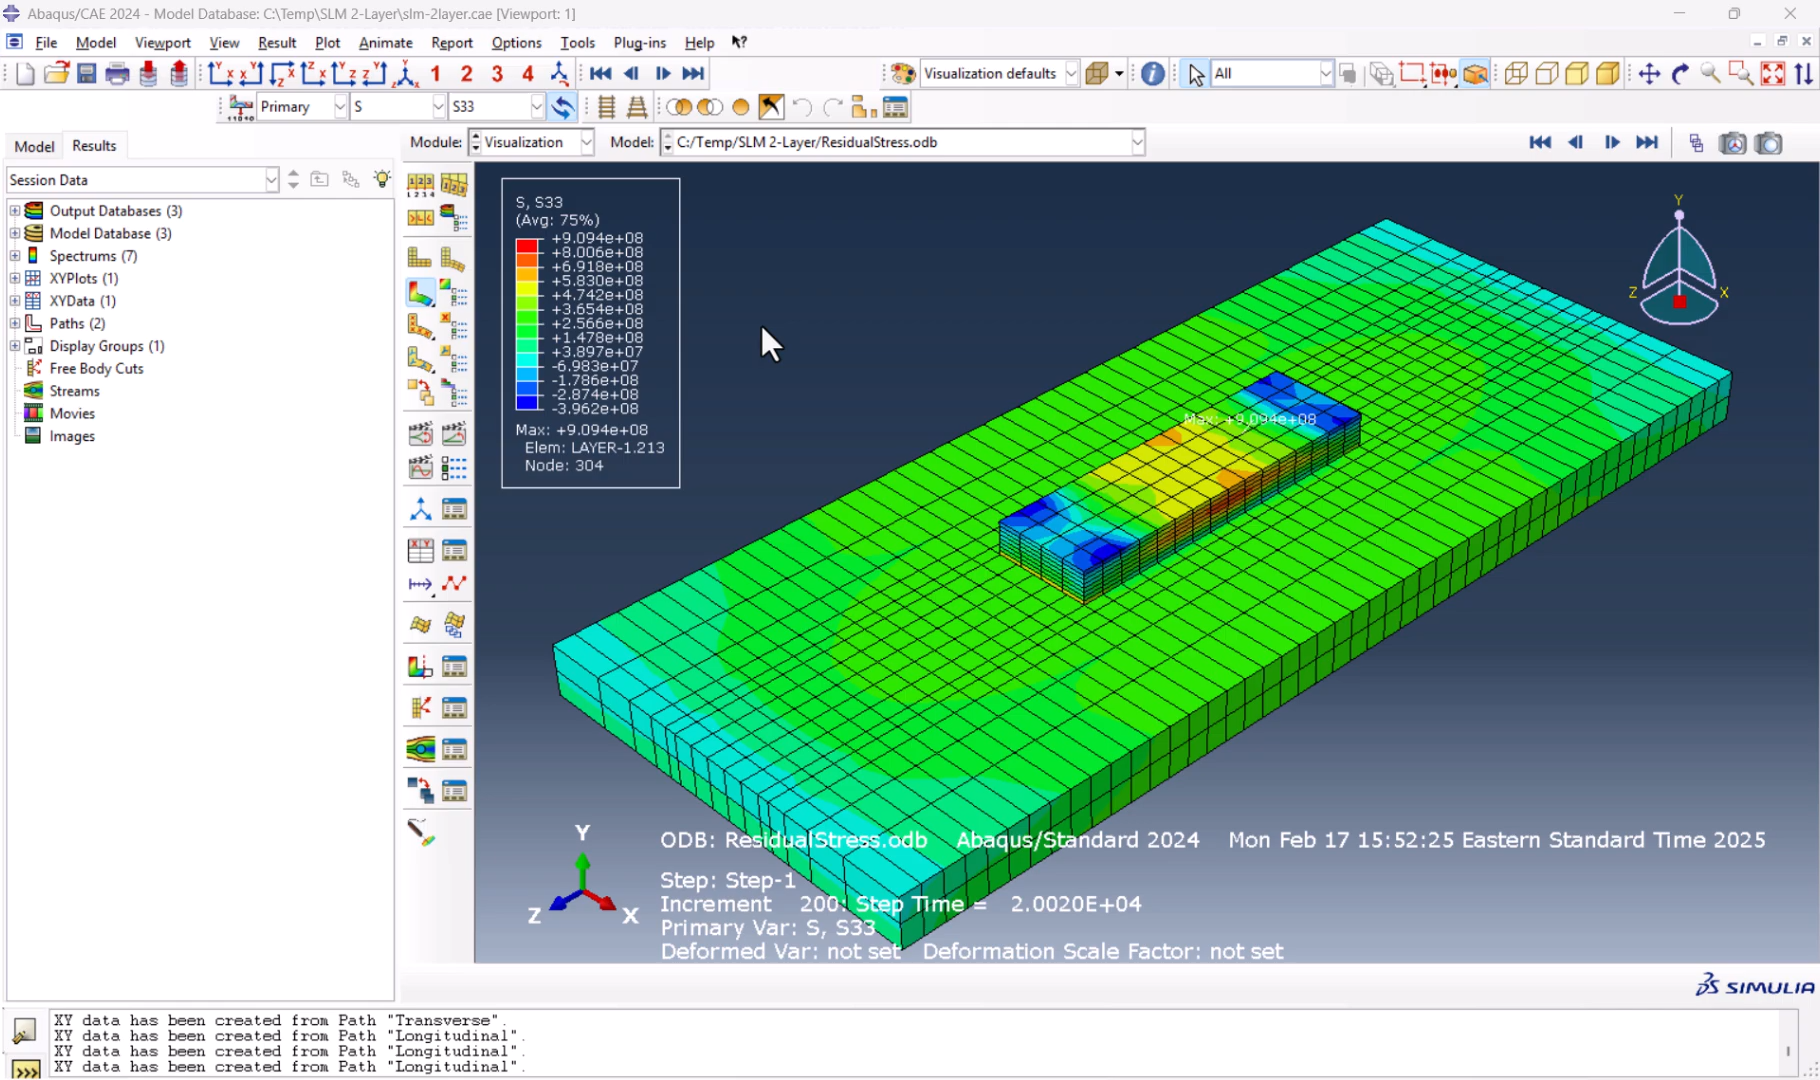 Abaqus/CAE 2024 - Model Database: C:\Temp\SLM 2-Layer\slm-2layer.cae [Viewport: 1]
File Model Viewport View Result Plot Animate Report Options Tools Plug-ins Help
1 2 3 4 Visualization defaults All
Primary S S33
Model Results Module: Visualization Model: C:/Temp/SLM 2-Layer/ResidualStress.odb
Session Data
Output Databases (3)
Model Database (3)
Spectrums (7)
XYPlots (1)
XYData (1)
Paths (2)
Display Groups (1)
Free Body Cuts
Streams
Movies
Images
S, S33
(Avg: 75%)
+9.094e+08
+8.006e+08
+6.918e+08
+5.830e+08
+4.742e+08
+3.654e+08
+2.566e+08
+1.478e+08
+3.897e+07
-6.983e+07
-1.786e+08
-2.874e+08
-3.962e+08
Max: +9.094e+08
Elem: LAYER-1.213
Node: 304
Y
Z X
Max: +9.094e+08
Y
Z X
ODB: ResidualStress.odb Abaqus/Standard 2024 Mon Feb 17 15:52:25 Eastern Standard Time 2025
Step: Step-1
Increment 200: Step Time = 2.0020E+04
Primary Var: S, S33
Deformed Var: not set Deformation Scale Factor: not set
SIMULIA
XY data has been created from Path "Transverse".
XY data has been created from Path "Longitudinal".
XY data has been created from Path "Longitudinal".
XY data has been created from Path "Longitudinal".